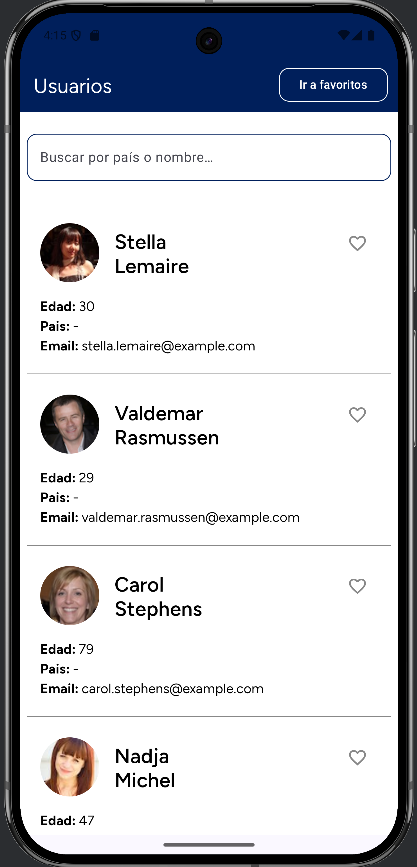 4:15
Usuarios
Ir a favoritos
Buscar por país o nombre...
Stella
Lemaire
Edad: 30
País: -
Email: stella.lemaire@example.com
Valdemar
Rasmussen
Edad: 29
País: -
Email: valdemar.rasmussen@example.com
Carol
Stephens
Edad: 79
País: -
Email: carol.stephens@example.com
Nadja
Michel
Edad: 47